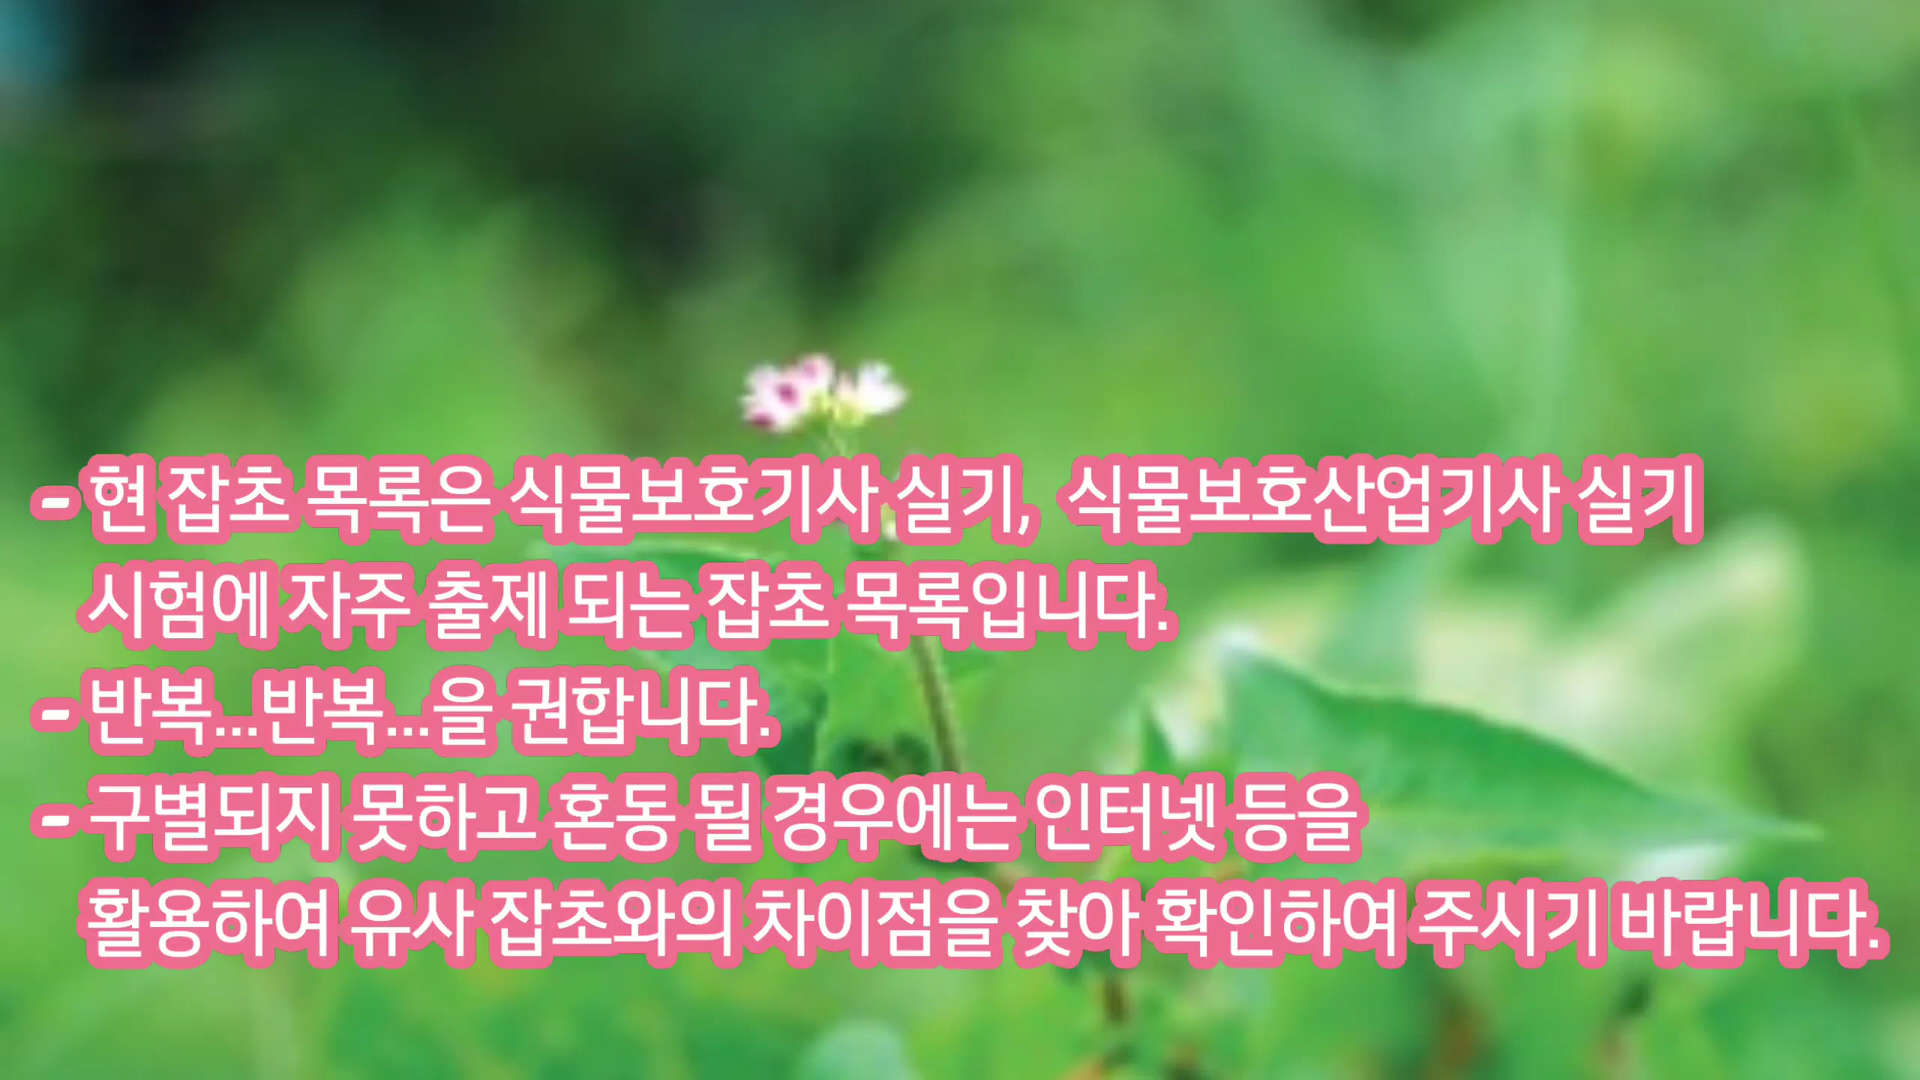 - 현 잡초 목록은 식물보호기사 실기, 식물보호산업기사 실기
시험에 자주 출제 되는 잡초 목록입니다.
- 반복...반복...을 권합니다.
- 구별되지 못하고 혼동 될 경우에는 인터넷 등을
활용하여 유사 잡초와의 차이점을 찾아 확인하여 주시기 바랍니다.